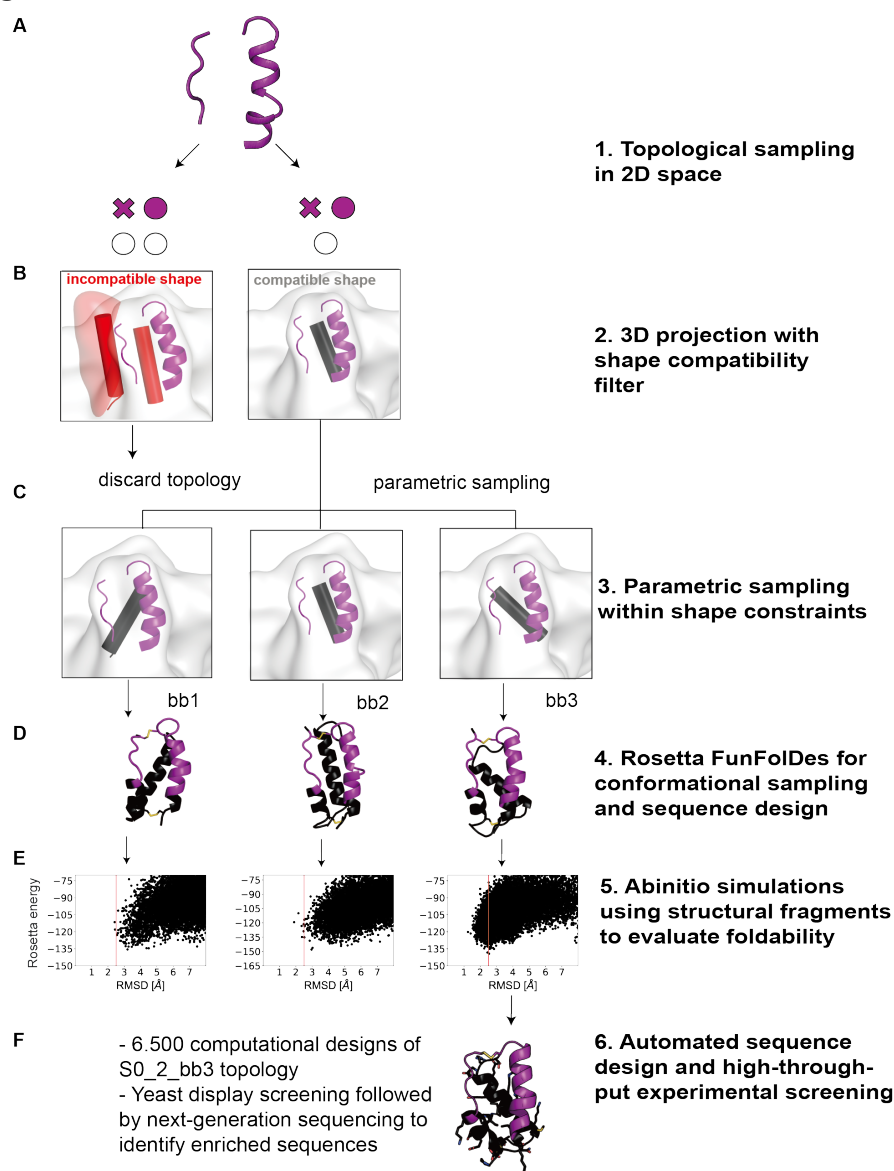 A
1. Topological sampling
in 2D space
B
incompatible shape
compatible shape
2. 3D projection with
shape compatibility
filter
discard topology
parametric sampling
C
3. Parametric sampling
within shape constraints
bb1
bb2
bb3
D
4. Rosetta FunFolDes for
conformational sampling
and sequence design
E
Rosetta energy
−75
−90
−105
−120
−135
−150
1 2 3 4 5 6 7
RMSD [Å]
−75
−90
−105
−120
−135
−150
−165
1 2 3 4 5 6 7
RMSD [Å]
−75
−90
−105
−120
−135
−150
1 2 3 4 5 6 7
RMSD [Å]
5. Abinitio simulations
using structural fragments
to evaluate foldability
F
- 6.500 computational designs of
S0_2_bb3 topology
- Yeast display screening followed
by next-generation sequencing to
identify enriched sequences
6. Automated sequence
design and high-through-
put experimental screening